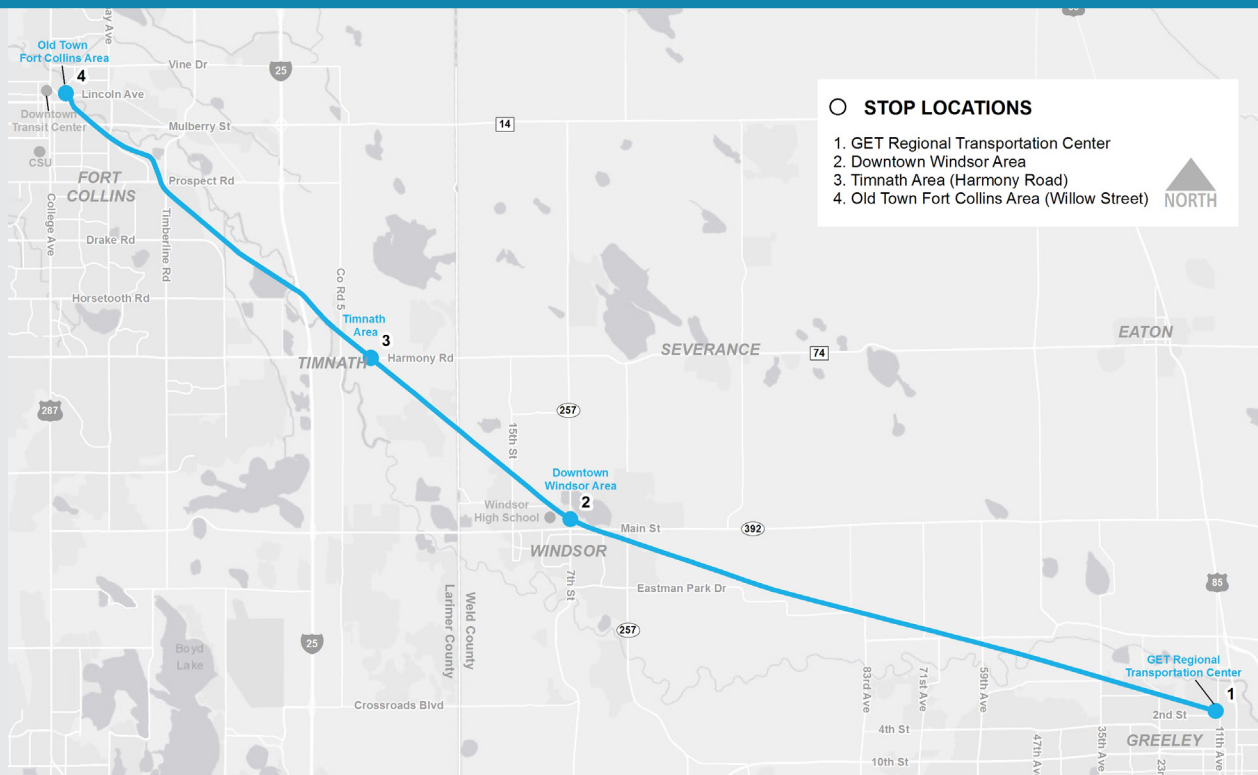 85
ay Ave
Old Town
Fort Collins Area
4
Vine Dr
25
Lincoln Ave
Downtown
Transit Center
Mulberry St
14
CSU
FORT
COLLINS
Prospect Rd
College Ave
Timberline Rd
Drake Rd
Horsetooth Rd
Co Rd 5
STOP LOCATIONS
1. GET Regional Transportation Center
2. Downtown Windsor Area
3. Timnath Area (Harmony Road)
4. Old Town Fort Collins Area (Willow Street)
NORTH
Timnath
Area
3
TIMNATH
Harmony Rd
SEVERANCE
74
EATON
287
257
15th St
Downtown
Windsor Area
2
Windsor
High School
Main St
392
WINDSOR
7th St
Eastman Park Dr
85
Larimer County
Weld County
257
25
Boyd
Lake
Crossroads Blvd
83rd Ave
71st Ave
59th Ave
GET Regional
Transportation Center
1
2nd St
4th St
GREELEY
11th Ave
47th Av
35th Ave
23
10th St